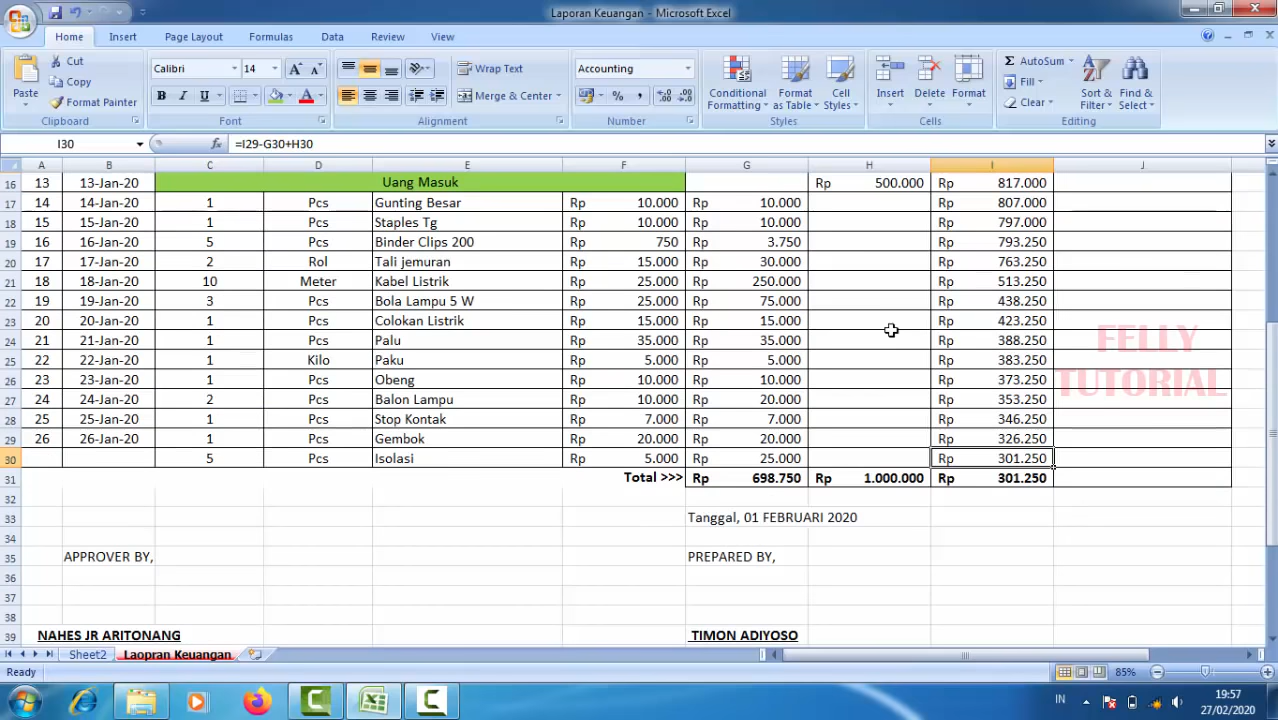 Laporan Keuangan - Microsoft Excel
Home Insert Page Layout Formulas Data Review View
Paste Cut Copy Format Painter Clipboard
Calibri 14 B I U Font
Wrap Text Merge & Center Alignment
Accounting % , Number
Conditional Formatting Format as Table Cell Styles Styles
Insert Delete Format Cells
AutoSum Fill Clear Sort & Filter Find & Select Editing
I30 fx =I29-G30+H30
A B C D E F G H I J
16 13 13-Jan-20 Uang Masuk Rp 500.000 Rp 817.000
17 14 14-Jan-20 1 Pcs Gunting Besar Rp 10.000 Rp 10.000 Rp 807.000
18 15 15-Jan-20 1 Pcs Staples Tg Rp 10.000 Rp 10.000 Rp 797.000
19 16 16-Jan-20 5 Pcs Binder Clips 200 Rp 750 Rp 3.750 Rp 793.250
20 17 17-Jan-20 2 Rol Tali jemuran Rp 15.000 Rp 30.000 Rp 763.250
21 18 18-Jan-20 10 Meter Kabel Listrik Rp 25.000 Rp 250.000 Rp 513.250
22 19 19-Jan-20 3 Pcs Bola Lampu 5 W Rp 25.000 Rp 75.000 Rp 438.250
23 20 20-Jan-20 1 Pcs Colokan Listrik Rp 15.000 Rp 15.000 Rp 423.250
24 21 21-Jan-20 1 Pcs Palu Rp 35.000 Rp 35.000 Rp 388.250
25 22 22-Jan-20 1 Kilo Paku Rp 5.000 Rp 5.000 Rp 383.250
26 23 23-Jan-20 1 Pcs Obeng Rp 10.000 Rp 10.000 Rp 373.250
27 24 24-Jan-20 2 Pcs Balon Lampu Rp 10.000 Rp 20.000 Rp 353.250
28 25 25-Jan-20 1 Pcs Stop Kontak Rp 7.000 Rp 7.000 Rp 346.250
29 26 26-Jan-20 1 Pcs Gembok Rp 20.000 Rp 20.000 Rp 326.250
30 5 Pcs Isolasi Rp 5.000 Rp 25.000 Rp 301.250
31 Total >>> Rp 698.750 Rp 1.000.000 Rp 301.250
FELLY
TUTORIAL
32
33 Tanggal, 01 FEBRUARI 2020
34
35 APPROVER BY, PREPARED BY,
36
37
38
39 NAHES JR ARITONANG TIMON ADIYOSO
Sheet2 Laopran Keuangan
Ready 85%
IN 19:57
27/02/2020